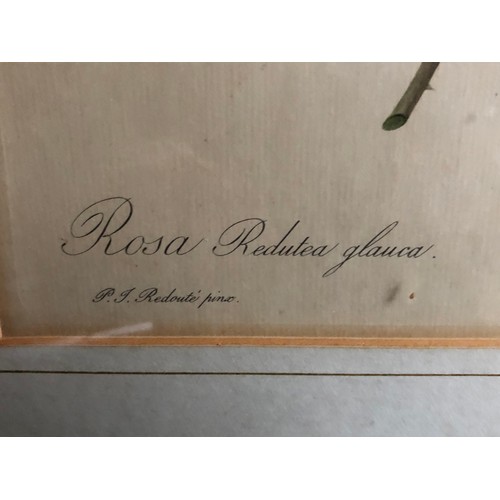 Rosa Redutea glauca.
P. J. Redouté pinx.